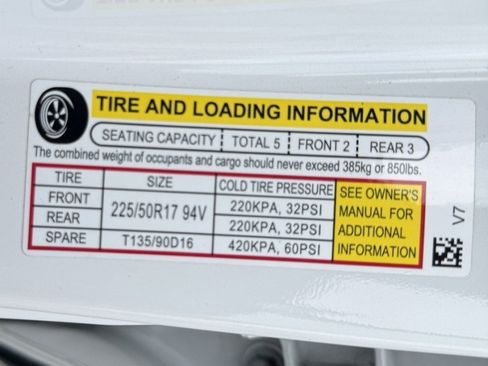 TIRE AND LOADING INFORMATION
SEATING CAPACITY TOTAL 5 FRONT 2 REAR 3
The combined weight of occupants and cargo should never exceed 385kg or 850lbs.
TIRE SIZE COLD TIRE PRESSURE SEE OWNER'S
FRONT 225/50R17 94V 220KPA, 32PSI MANUAL FOR
REAR 220KPA, 32PSI ADDITIONAL
SPARE T135/90D16 420KPA, 60PSI INFORMATION
V7